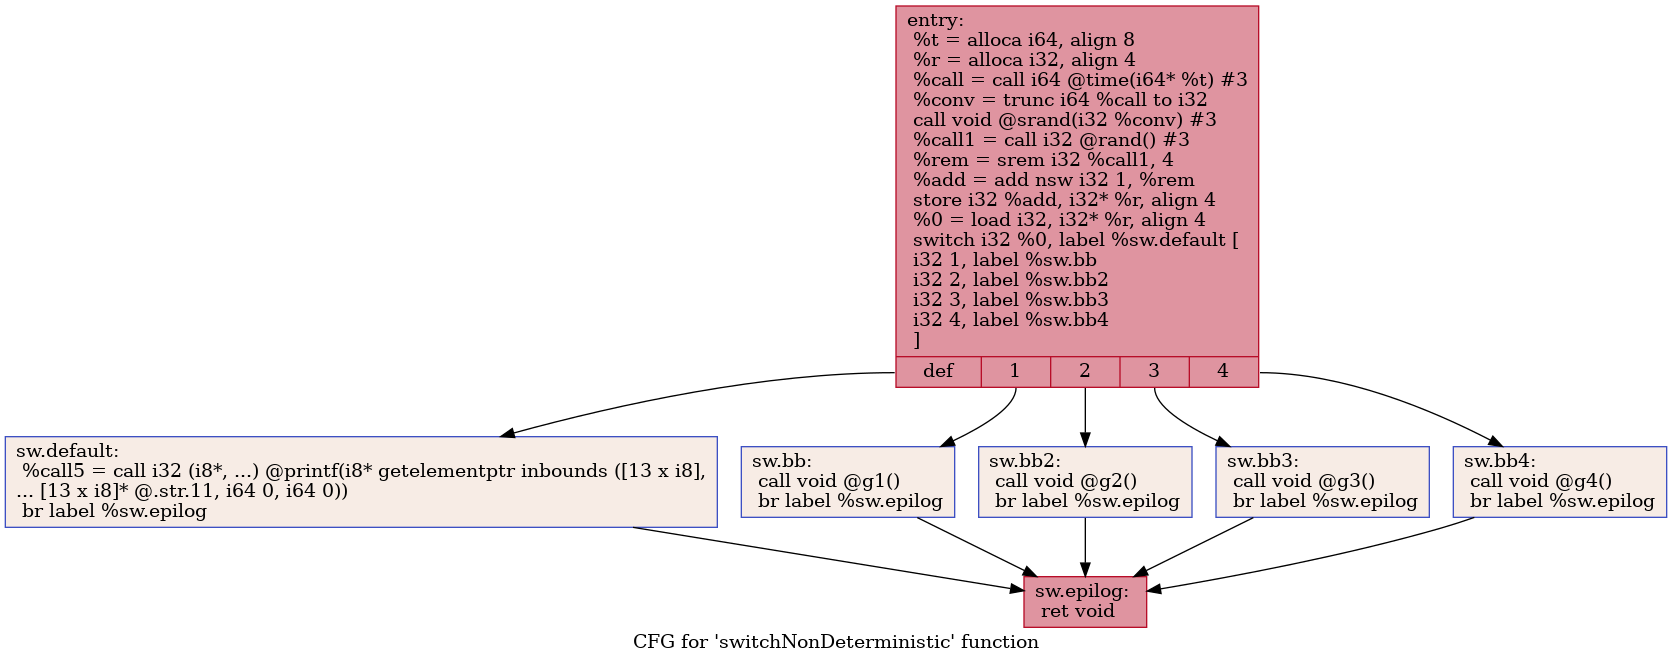 entry:
%t = alloca i64, align 8
%r = alloca i32, align 4
%call = call i64 @time(i64* %t) #3
%conv = trunc i64 %call to i32
call void @srand(i32 %conv) #3
%call1 = call i32 @rand() #3
%rem = srem i32 %call1, 4
%add = add nsw i32 1, %rem
store i32 %add, i32* %r, align 4
%0 = load i32, i32* %r, align 4
switch i32 %0, label %sw.default [
i32 1, label %sw.bb
i32 2, label %sw.bb2
i32 3, label %sw.bb3
i32 4, label %sw.bb4
]
def 1 2 3 4
sw.default:
%call5 = call i32 (i8*, ...) @printf(i8* getelementptr inbounds ([13 x i8],
... [13 x i8]* @.str.11, i64 0, i64 0))
br label %sw.epilog
sw.bb:
call void @g1()
br label %sw.epilog
sw.bb2:
call void @g2()
br label %sw.epilog
sw.bb3:
call void @g3()
br label %sw.epilog
sw.bb4:
call void @g4()
br label %sw.epilog
sw.epilog:
ret void
CFG for 'switchNonDeterministic' function